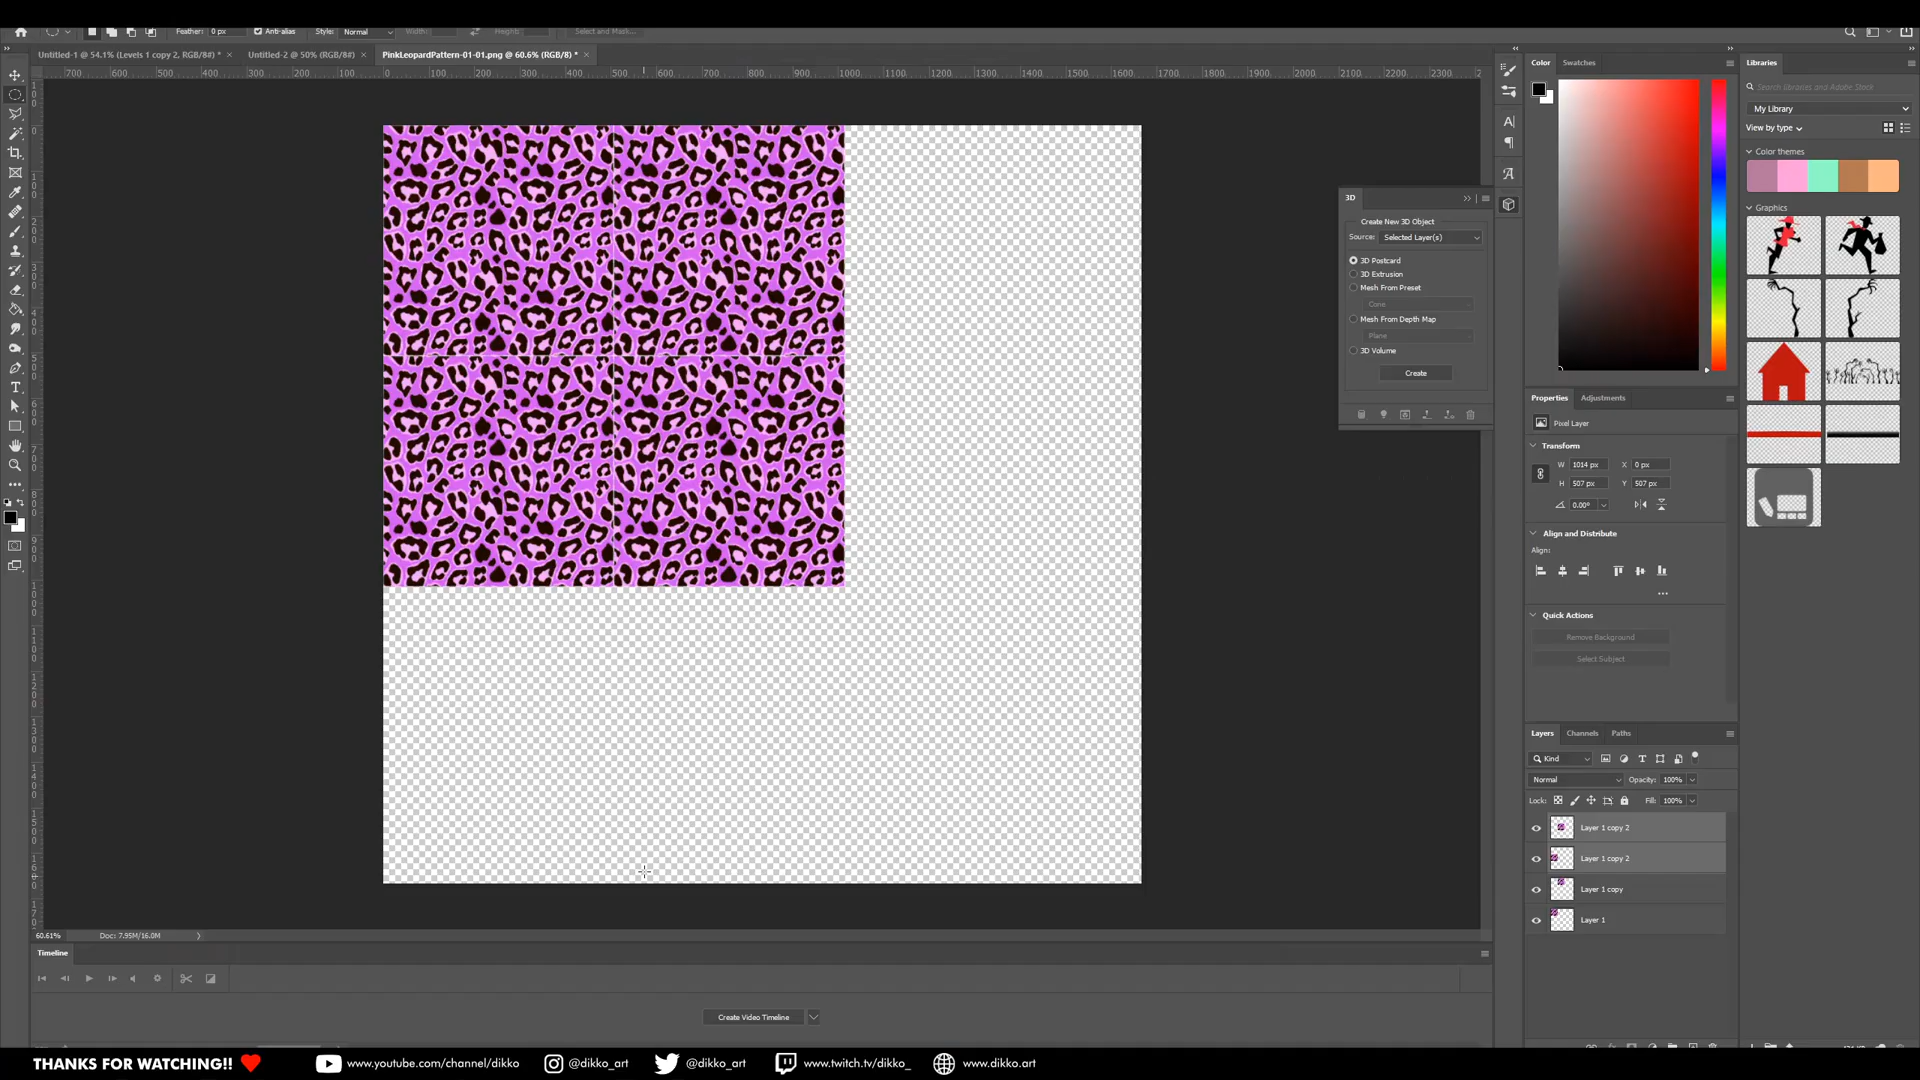 Feather: 0 px Anti-alias Style: Normal Width: Height: Select and Mask...
Untitled-1 @ 54.1% (Levels 1 copy 2, RGB/8#) * × Untitled-2 @ 50% (RGB/8#) × PinkLeopardPattern-01-01.png @ 60.6% (RGB/8) * ×
700 600 500 400 300 200 100 0 100 200 300 400 500 600 700 800 900 1000 1100 1200 1300 1400 1500 1600 1700 1800 1900 2000 2100 2200 2300
3D
Create New 3D Object
Source: Selected Layer(s)
3D Postcard
3D Extrusion
Mesh From Preset
Cone
Mesh From Depth Map
Plane
3D Volume
Create
Color Swatches
Properties Adjustments
Pixel Layer
Transform
W 1014 px X 0 px
H 507 px Y 507 px
0.00°
Align and Distribute
Align:
Quick Actions
Remove Background
Select Subject
Layers Channels Paths
Kind
Normal Opacity: 100%
Lock: Fill: 100%
Layer 1 copy 2
Layer 1 copy 2
Layer 1 copy
Layer 1
Libraries
Search Libraries and Adobe Stock
My Library
View by type
Color themes
Graphics
60.61% Doc: 7.95M/16.0M
Timeline
Create Video Timeline
THANKS FOR WATCHING!! www.youtube.com/channel/dikko @dikko_art @dikko_art www.twitch.tv/dikko_ www.dikko.art